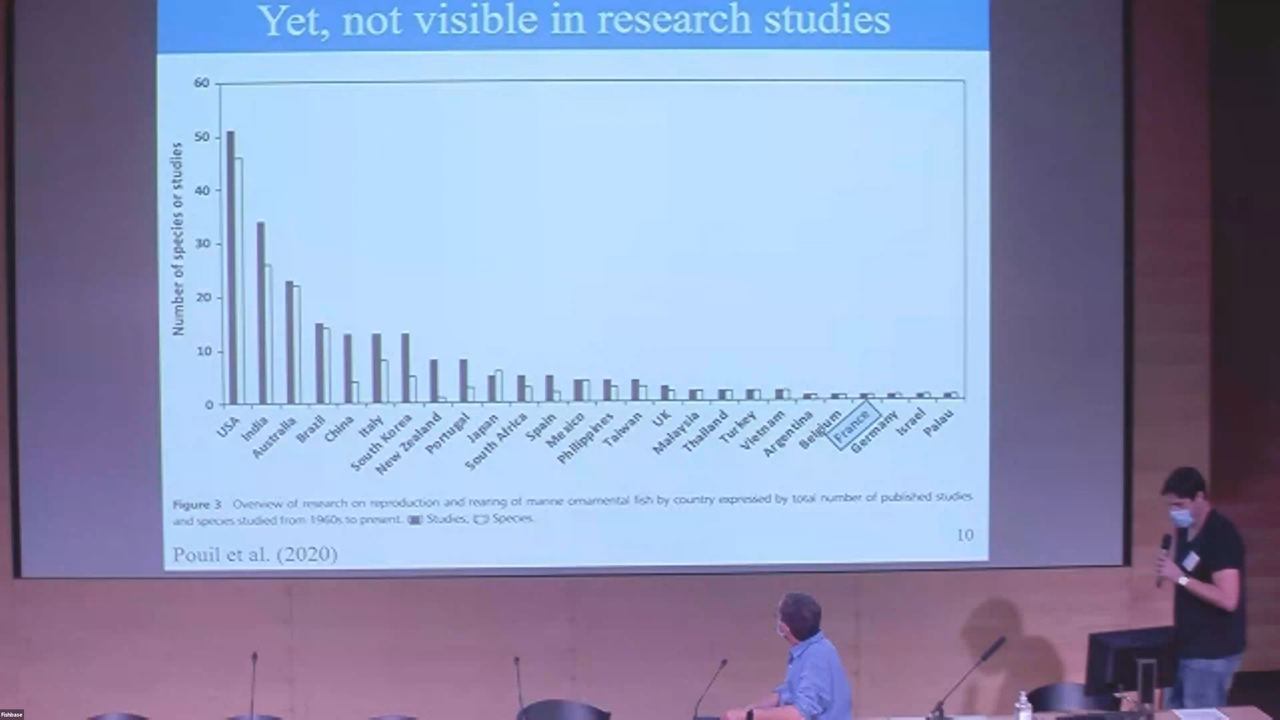 Yet, not visible in research studies
60
50
40
30
20
10
0
Number of species or studies
USA
India
Australia
Brazil
China
Italy
South Korea
New Zealand
Portugal
Japan
South Africa
Spain
Mexico
Philippines
Taiwan
UK
Malaysia
Thailand
Turkey
Vietnam
Argentina
Belgium
France
Germany
Israel
Palau
Figure 3 Overview of research on reproduction and rearing of marine ornamental fish by country expressed by total number of published studies
and species studied from 1960s to present. Studies, Species.
10
Pouil et al. (2020)
Fishbase